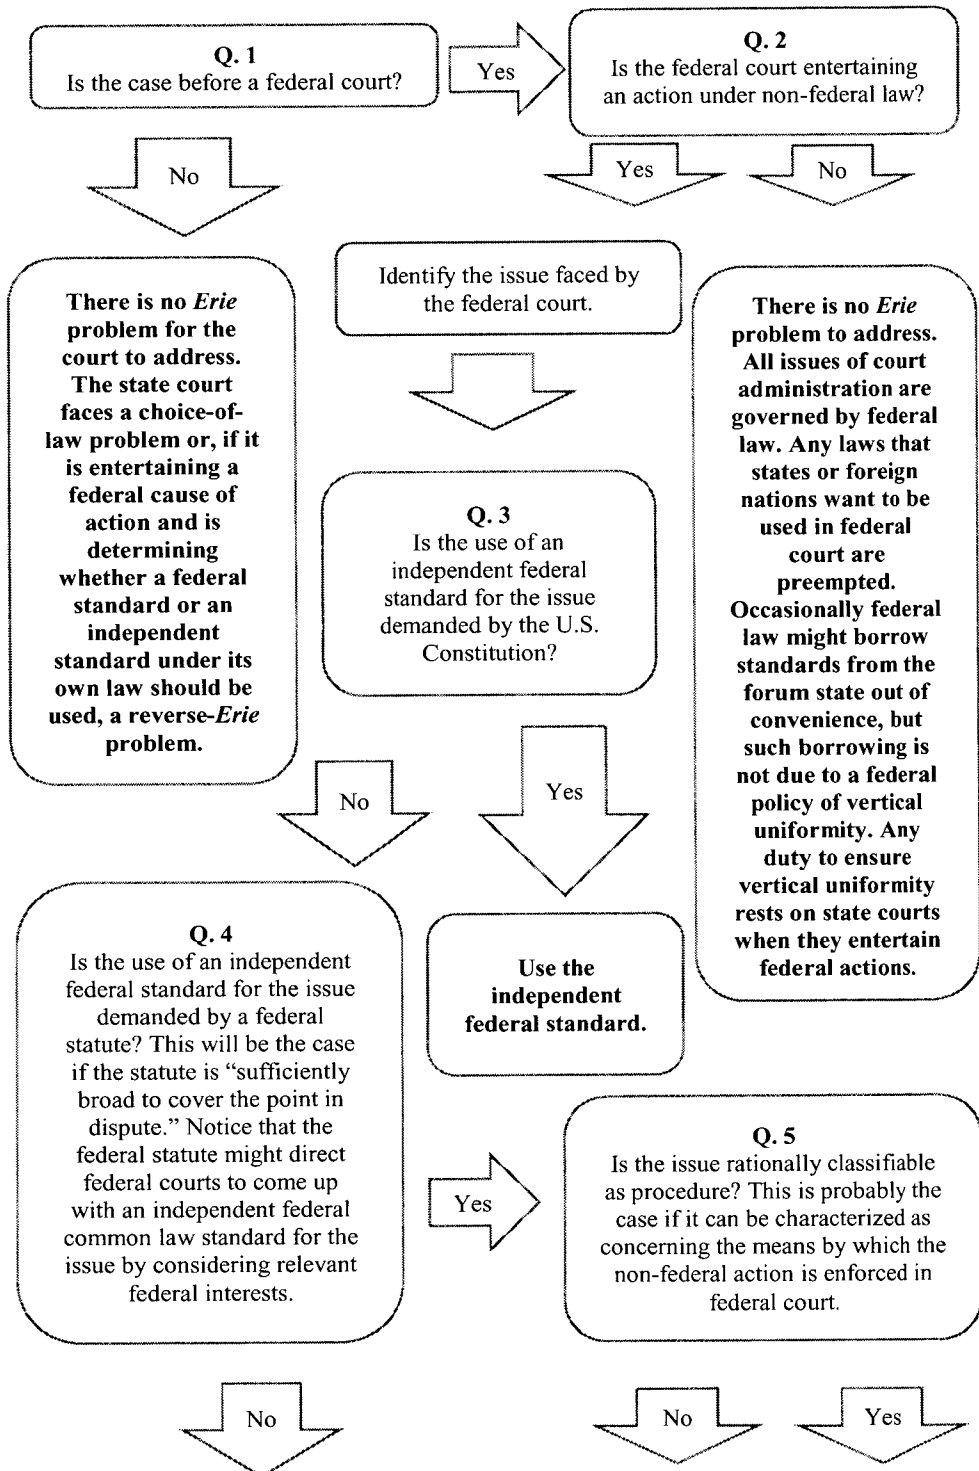 Q. 1
Is the case before a federal court?
Yes
Q. 2
Is the federal court entertaining
an action under non-federal law?
No
Yes
No
There is no Erie
problem for the
court to address.
The state court
faces a choice-of-
law problem or, if it
is entertaining a
federal cause of
action and is
determining
whether a federal
standard or an
independent
standard under its
own law should be
used, a reverse-Erie
problem.
Identify the issue faced by
the federal court.
There is no Erie
problem to address.
All issues of court
administration are
governed by federal
law. Any laws that
states or foreign
nations want to be
used in federal
court are
preempted.
Occasionally federal
law might borrow
standards from the
forum state out of
convenience, but
such borrowing is
not due to a federal
policy of vertical
uniformity. Any
duty to ensure
vertical uniformity
rests on state courts
when they entertain
federal actions.
Q. 3
Is the use of an
independent federal
standard for the issue
demanded by the U.S.
Constitution?
No
Yes
Q. 4
Is the use of an independent
federal standard for the issue
demanded by a federal
statute? This will be the case
if the statute is “sufficiently
broad to cover the point in
dispute.” Notice that the
federal statute might direct
federal courts to come up
with an independent federal
common law standard for the
issue by considering relevant
federal interests.
Use the
independent
federal standard.
Yes
Q. 5
Is the issue rationally classifiable
as procedure? This is probably the
case if it can be characterized as
concerning the means by which the
non-federal action is enforced in
federal court.
No
No
Yes